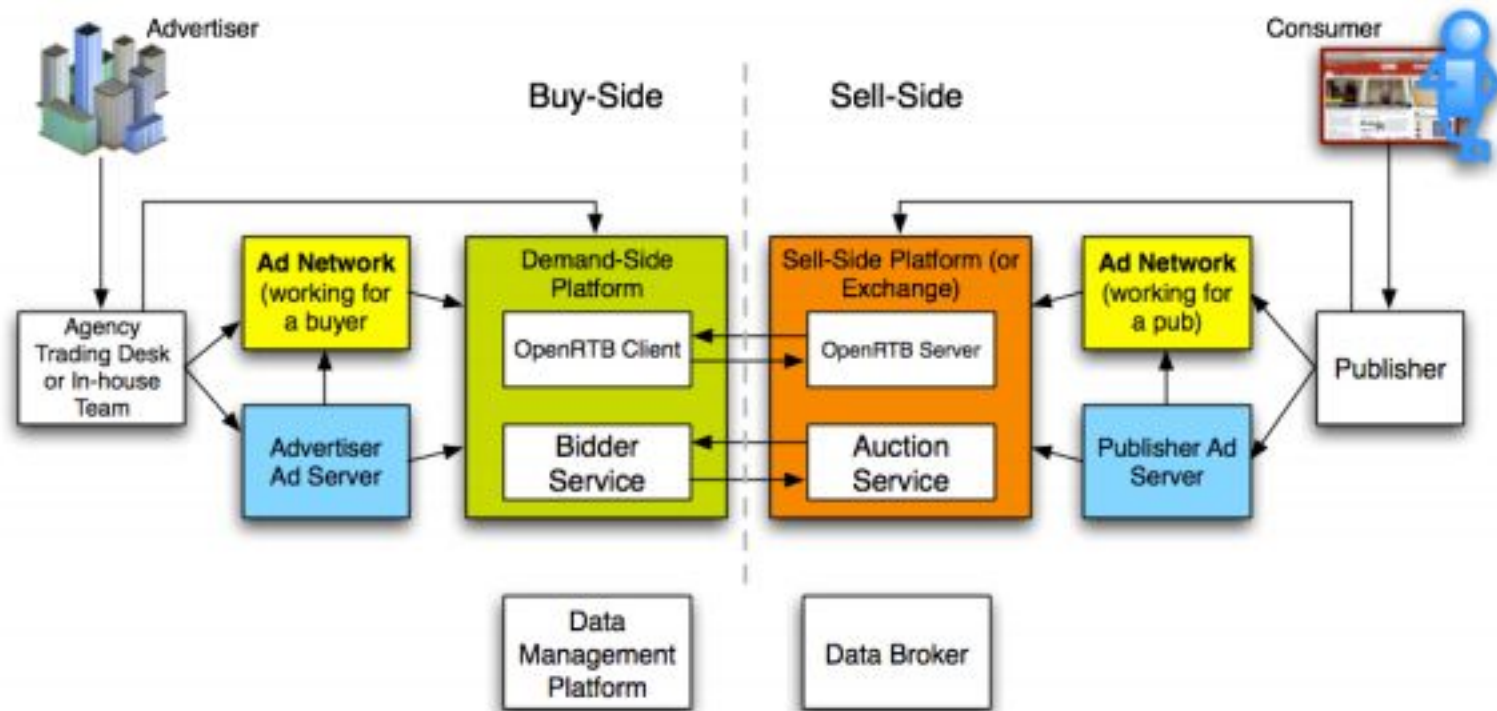 Advertiser
Consumer
Buy-Side
Sell-Side
Ad Network
(working for
a buyer
Demand-Side
Platform
Sell-Side Platform (or
Exchange)
Ad Network
(working for
a pub)
Agency
Trading Desk
or In-house
Team
OpenRTB Client
OpenRTB Server
Publisher
Advertiser
Ad Server
Bidder
Service
Auction
Service
Publisher Ad
Server
Data
Management
Platform
Data Broker